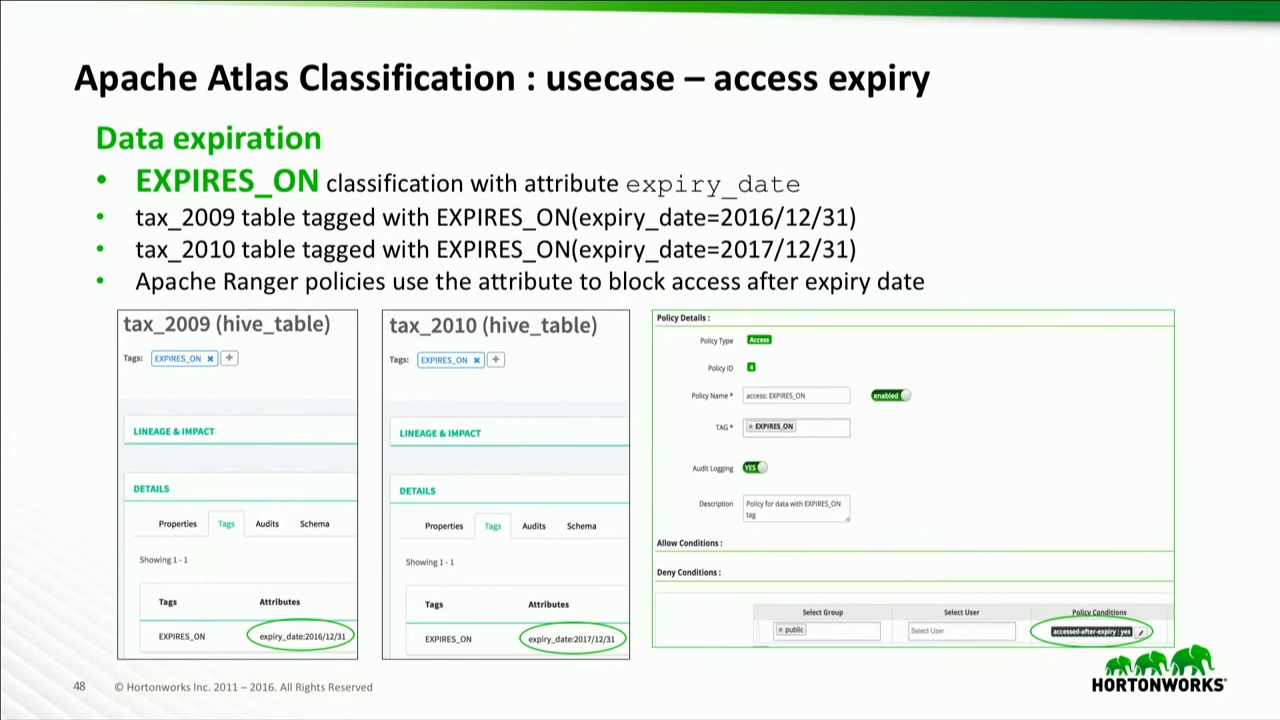 Apache Atlas Classification : usecase – access expiry
Data expiration
• EXPIRES_ON classification with attribute expiry_date
• tax_2009 table tagged with EXPIRES_ON(expiry_date=2016/12/31)
• tax_2010 table tagged with EXPIRES_ON(expiry_date=2017/12/31)
• Apache Ranger policies use the attribute to block access after expiry date
tax_2009 (hive_table)
Tags: EXPIRES_ON × +
LINEAGE & IMPACT
DETAILS
Properties Tags Audits Schema
Showing 1 - 1
Tags Attributes
EXPIRES_ON expiry_date:2016/12/31
tax_2010 (hive_table)
Tags: EXPIRES_ON × +
LINEAGE & IMPACT
DETAILS
Properties Tags Audits Schema
Showing 1 - 1
Tags Attributes
EXPIRES_ON expiry_date:2017/12/31
Policy Details :
Policy Type Access
Policy ID 4
Policy Name * access: EXPIRES_ON enabled
TAG * × EXPIRES_ON
Audit Logging YES
Description Policy for data with EXPIRES_ON
tag
Allow Conditions :
Deny Conditions :
Select Group Select User Policy Conditions
× public Select User accessed-after-expiry : yes
48 © Hortonworks Inc. 2011 – 2016. All Rights Reserved
HORTONWORKS